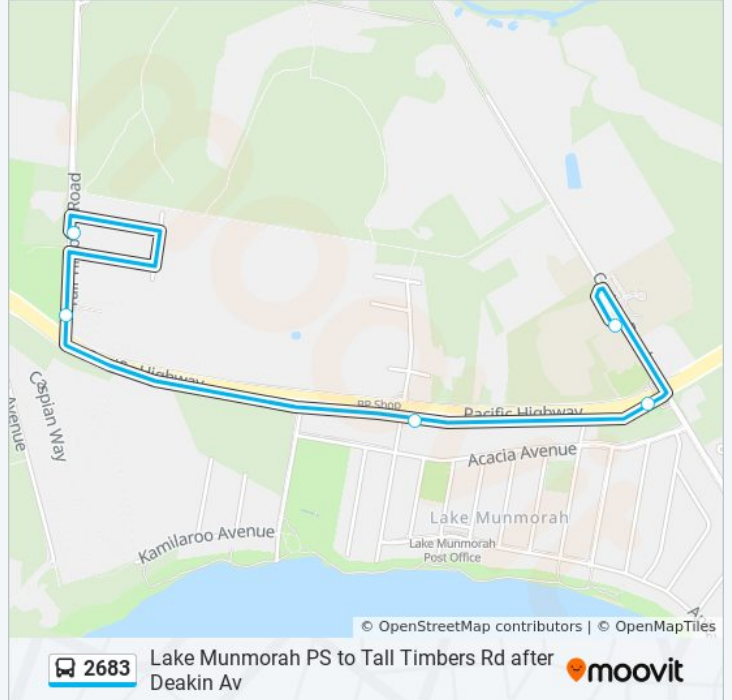 Road
Highway
BP Shop
Pacific Highway
Caspian Way
Avenue
Acacia Avenue
Lake Munmorah
Kamilaroo Avenue
Lake Munmorah
Post Office
© OpenStreetMap contributors | © OpenMapTiles
2683
Lake Munmorah PS to Tall Timbers Rd after
Deakin Av
moovit